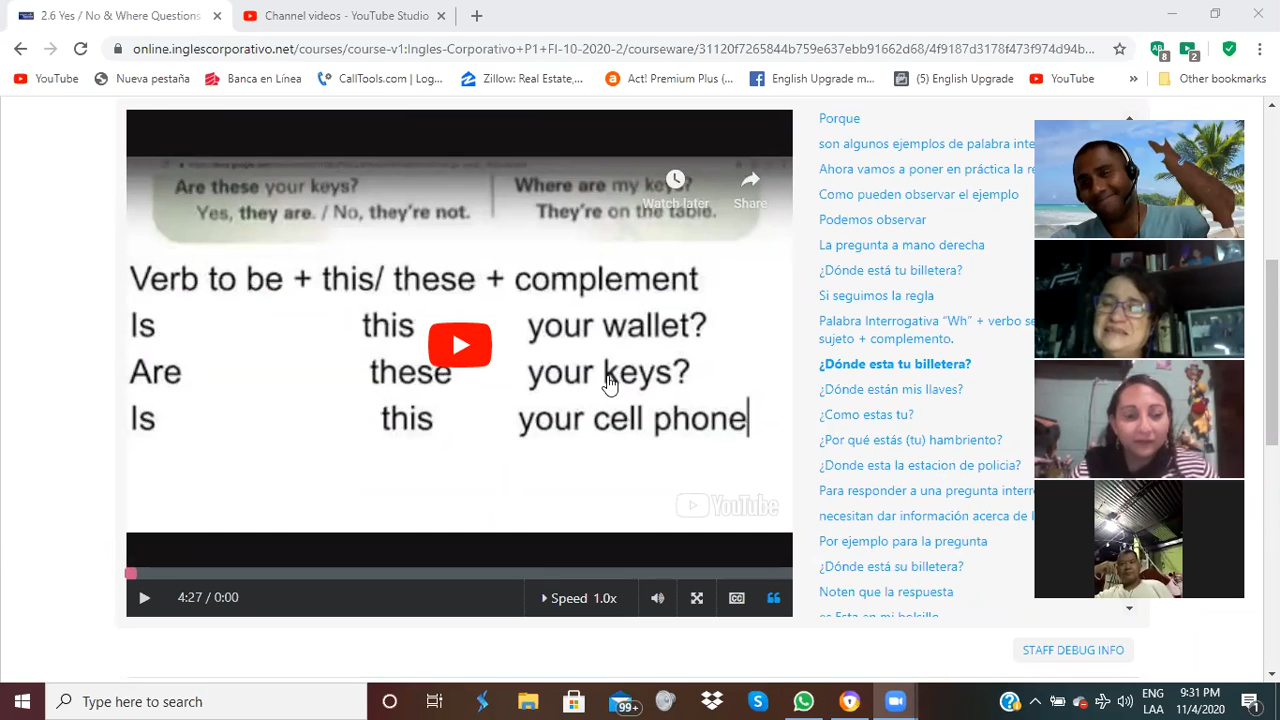 2.6 Yes / No & Where Questions
Channel videos - YouTube Studio
online.inglescorporativo.net/courses/course-v1:Ingles-Corporativo+P1+FI-10-2020-2/courseware/31120f7265844b759e637ebb91662d68/4f9187d3178f473f974d94b...
8
2
YouTube
Nueva pestaña
Banca en Línea
CallTools.com | Log...
Zillow: Real Estate,...
Act! Premium Plus (...
English Upgrade m...
(5) English Upgrade
YouTube
»
Other bookmarks
Are these your keys?
Yes, they are. / No, they're not.
Where are my keys?
They're on the table.
Watch later
Share
Verb to be + this/ these + complement
Is this your wallet?
Are these your keys?
Is this your cell phone
YouTube
4:27 / 0:00
Speed 1.0x
Porque
son algunos ejemplos de palabra inte
Ahora vamos a poner en práctica la re
Como pueden observar el ejemplo
Podemos observar
La pregunta a mano derecha
¿Dónde está tu billetera?
Si seguimos la regla
Palabra Interrogativa “Wh” + verbo se
sujeto + complemento.
¿Dónde esta tu billetera?
¿Dónde están mis llaves?
¿Como estas tu?
¿Por qué estás (tu) hambriento?
¿Donde esta la estacion de policia?
Para responder a una pregunta interr
necesitan dar información acerca de l
Por ejemplo para la pregunta
¿Dónde está su billetera?
Noten que la respuesta
es Esta en mi bolsillo
STAFF DEBUG INFO
Type here to search
99+
ENG
LAA
9:31 PM
11/4/2020
1